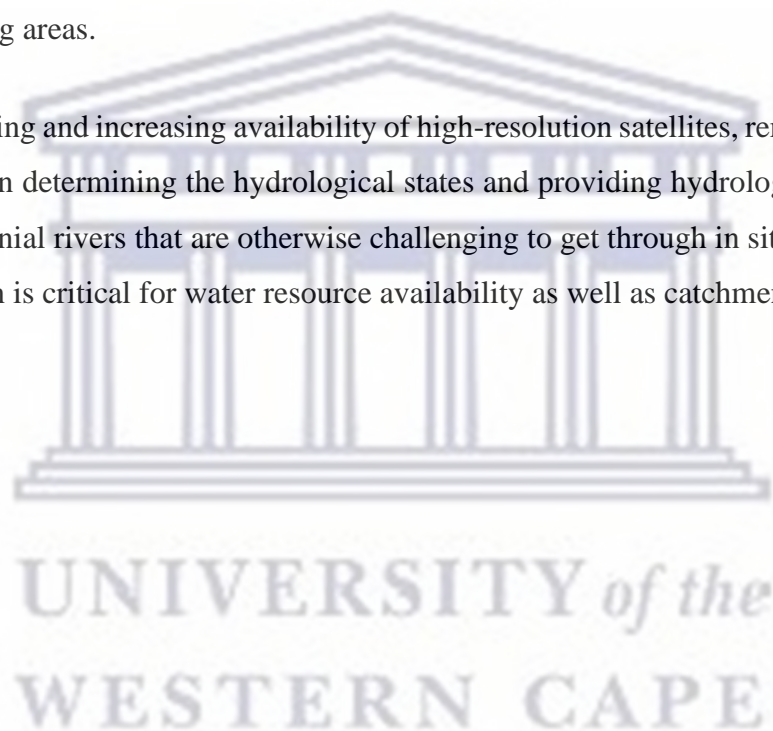 g areas.
ing and increasing availability of high-resolution satellites, rer
n determining the hydrological states and providing hydrolog
nial rivers that are otherwise challenging to get through in sit
n is critical for water resource availability as well as catchmer
UNIVERSITY of the
WESTERN CAPE